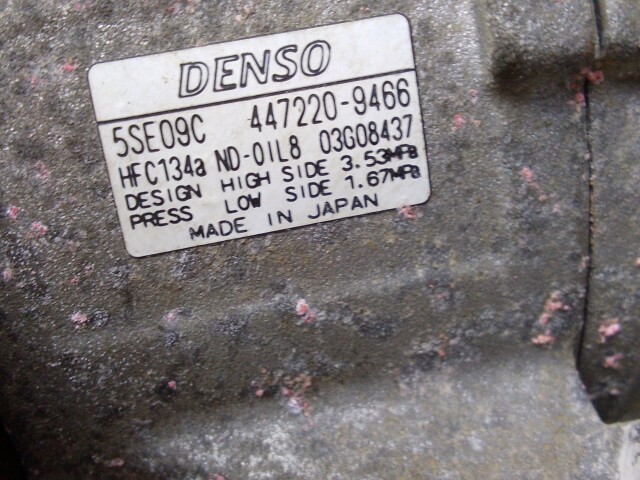 DENSO
5SE09C 447220-9466
HFC134a ND-OIL8 03G08437
DESIGN HIGH SIDE 3.53MPa
PRESS LOW SIDE 1.67MPa
MADE IN JAPAN